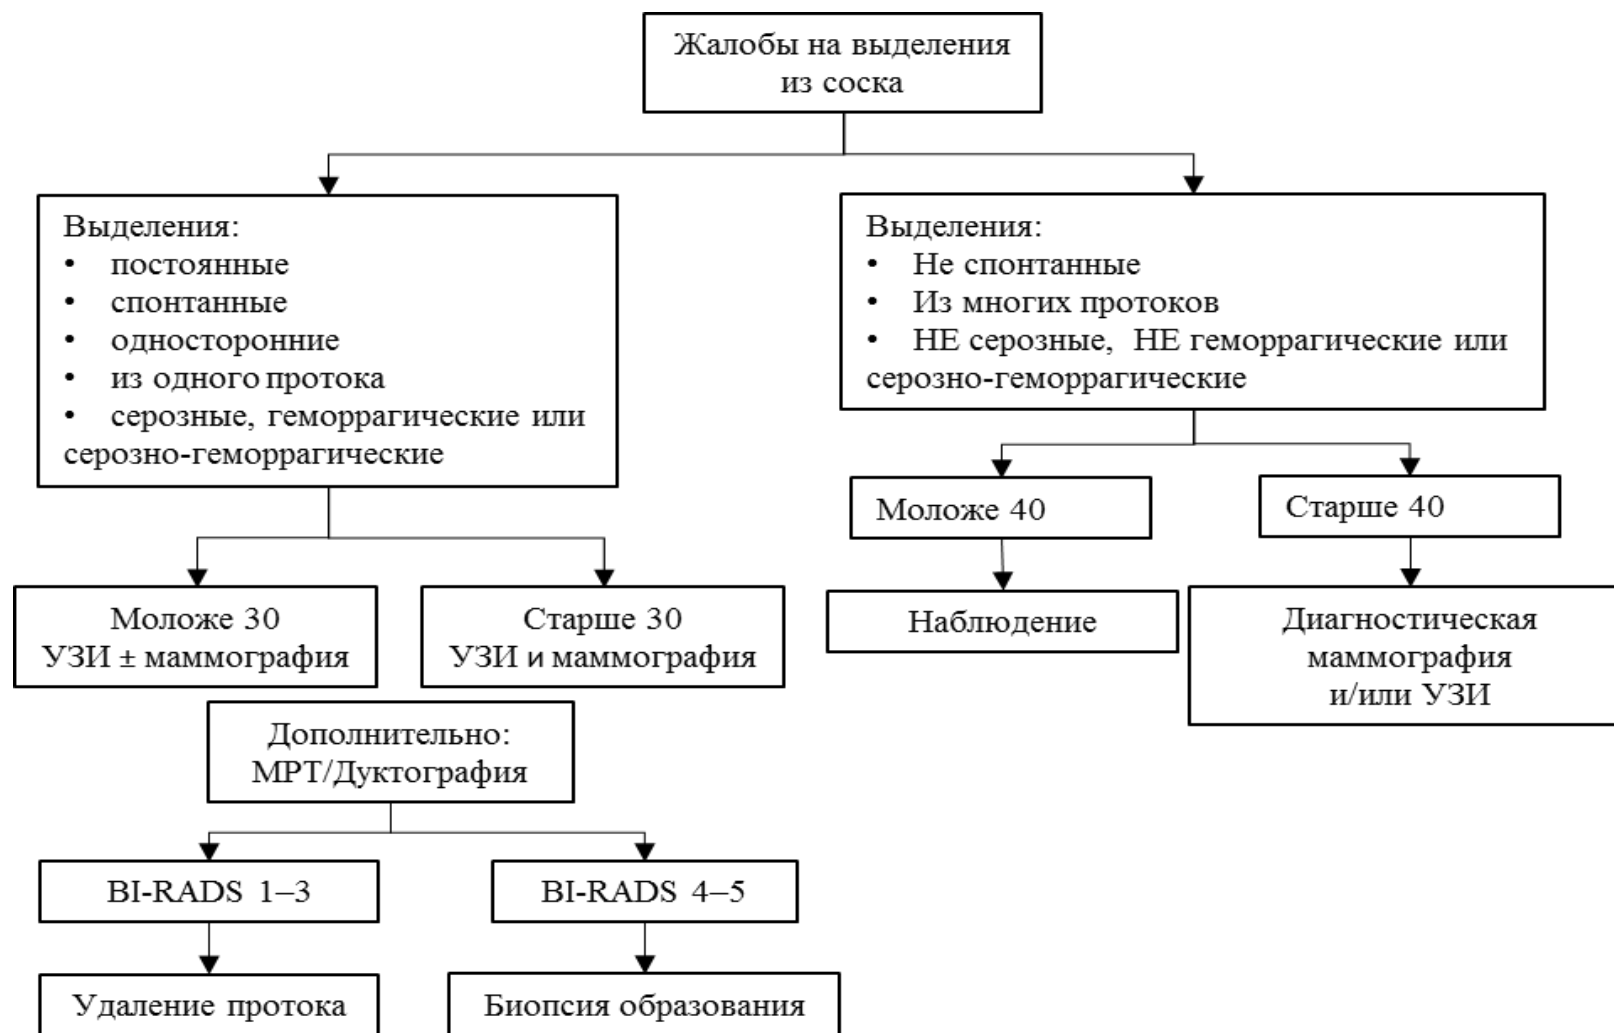 Жалобы на выделения
из соска
Выделения:
• постоянные
• спонтанные
• односторонние
• из одного протока
• серозные, геморрагические или
серозно-геморрагические
Выделения:
• Не спонтанные
• Из многих протоков
• НЕ серозные, НЕ геморрагические или
серозно-геморрагические
Моложе 40
Старше 40
Моложе 30
УЗИ ± маммография
Старше 30
УЗИ и маммография
Наблюдение
Диагностическая
маммография
и/или УЗИ
Дополнительно:
МРТ/Дуктография
BI-RADS 1–3
BI-RADS 4–5
Удаление протока
Биопсия образования